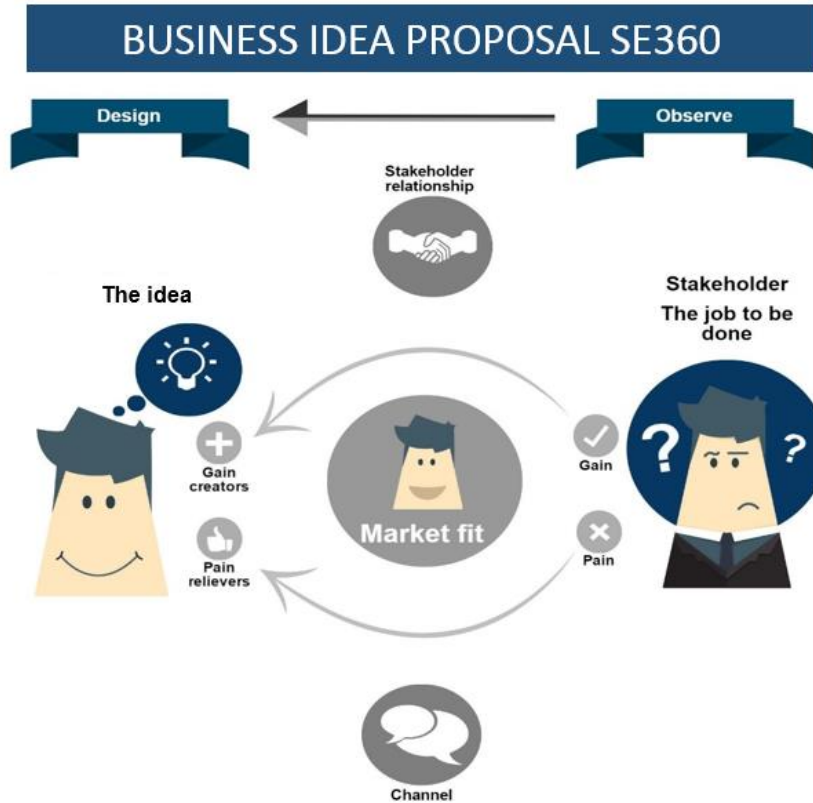 BUSINESS IDEA PROPOSAL SE360
Design
Observe
Stakeholder
relationship
The idea
Stakeholder
The job to be
done
?
?
Gain
creators
Gain
Market fit
Pain
relievers
Pain
Channel